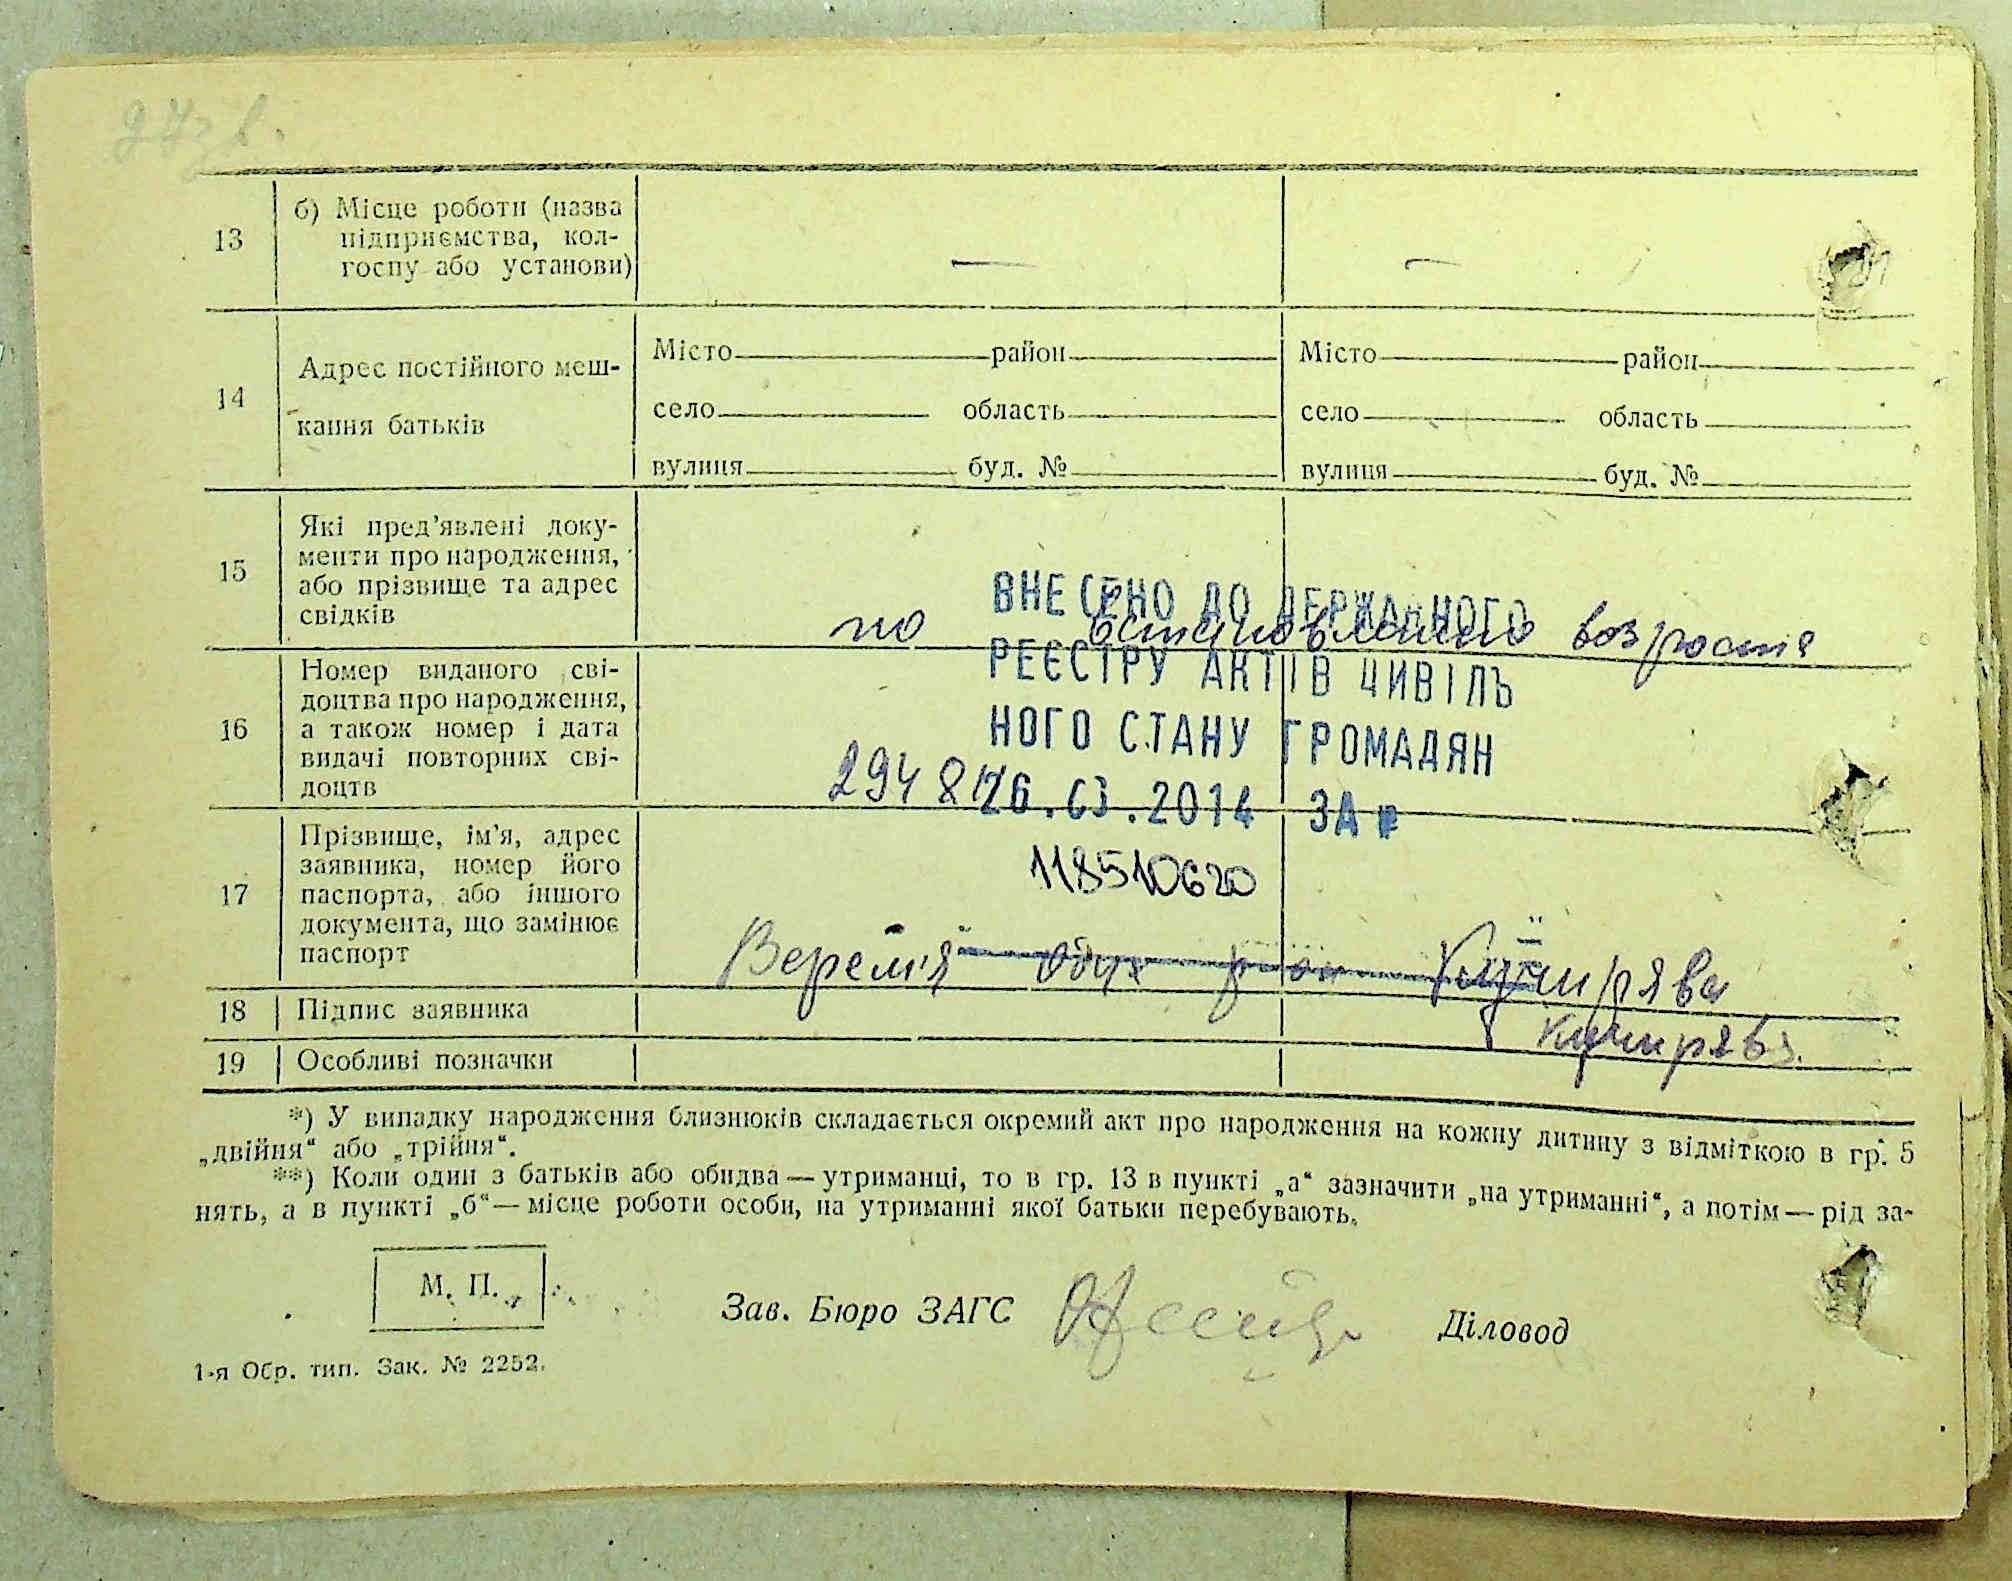 27зв.
13 б) Місце роботи (назва
підприємства, кол-
госпу або установи) — —
14 Адрес постійного меш-
кання батьків
Місто район Місто район
село область село область
вулиця буд. № вулиця буд. №
15 Які пред'явлені доку-
менти про народження,
або прізвище та адрес
свідків
по возроста
ВНЕСЕНО ДО ДЕРЖАВНОГО
РЕЄСТРУ АКТІВ ЦИВІЛЬ
НОГО СТАНУ ГРОМАДЯН
26.03.2014 ЗА №
118510620
16 Номер виданого сві-
доцтва про народження,
а також номер і дата
видачі повторних сві-
доцтв
17 Прізвище, ім'я, адрес
заявника, номер його
паспорта, або іншого
документа, що замінює
паспорт
Веремія
18 Підпис заявника
19 Особливі позначки
*) У випадку народження близнюків складається окремий акт про народження на кожну дитину з відміткою в гр. 5
„двійня“ або „трійня“.
**) Коли один з батьків або обидва — утриманці, то в гр. 13 в пункті „а“ зазначити „на утриманні“, а потім — рід за-
нять, а в пункті „б“ — місце роботи особи, на утриманні якої батьки перебувають.
М. П.
Зав. Бюро ЗАГС Діловод
1-я Обр. тип. Зак. № 2252.